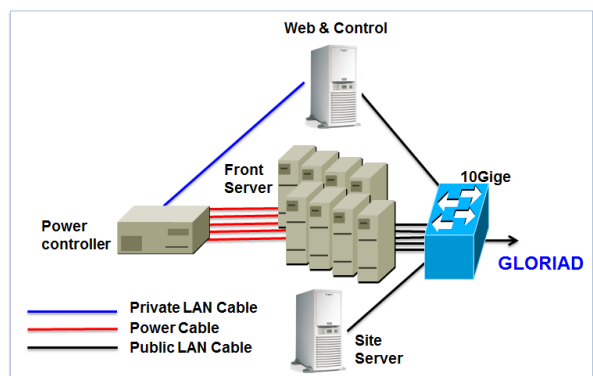 Web & Control
Front
Server
10Gige
Power
controller
GLORIAD
Private LAN Cable
Power Cable
Public LAN Cable
Site
Server